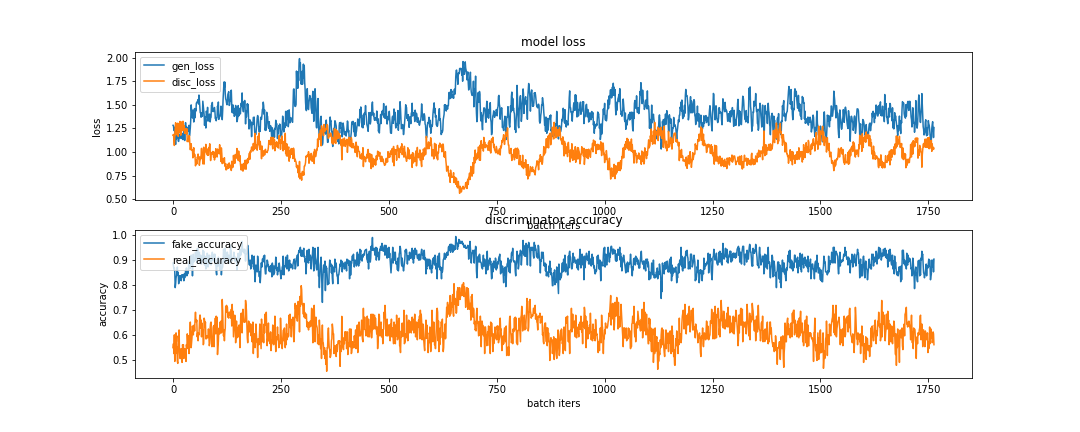 model loss
2.00
1.75
1.50
1.25
1.00
0.75
0.50
loss
gen_loss
disc_loss
0 250 500 750 1000 1250 1500 1750
batch iters
discriminator accuracy
1.0
0.9
0.8
0.7
0.6
0.5
accuracy
fake_accuracy
real_accuracy
0 250 500 750 1000 1250 1500 1750
batch iters